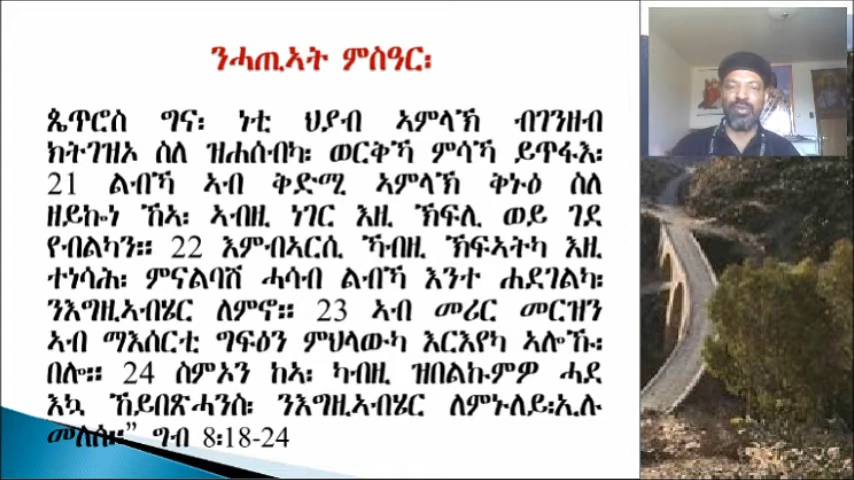 ንሓጢኣት ምስዓር፡
ጴጥሮስ ግና፡ ነቲ ህያብ ኣምላኽ ብገንዘብ
ክትገዝኦ ስለ ዝሐሰብካ፡ ወርቅኻ ምሳኻ ይጥፋእ፡
21 ልብኻ ኣብ ቅድሚ ኣምላኽ ቅኑዕ ስለ
ዘይኰነ ኸኣ፡ ኣብዚ ነገር እዚ ኽፍሊ ወይ ገደ
የብልካን። 22 እምብኣርሲ ኻብዚ ኽፍኣትካ እዚ
ተነሳሕ፡ ምናልባሽ ሓሳብ ልብኻ እንተ ሐደገልካ፡
ንእግዚኣብሄር ለምኖ። 23 ኣብ መሪር መርዝን
ኣብ ማእሰርቲ ግፍዕን ምህላውካ እርእየካ ኣሎኹ፡
በሎ። 24 ስምኦን ከኣ፡ ካብዚ ዝበልኩምዎ ሓደ
እኳ ኸይበጽሓንስ፡ ንእግዚኣብሄር ለምኑለይ፡ኢሉ
መለሰ።” ግብ 8፡18-24